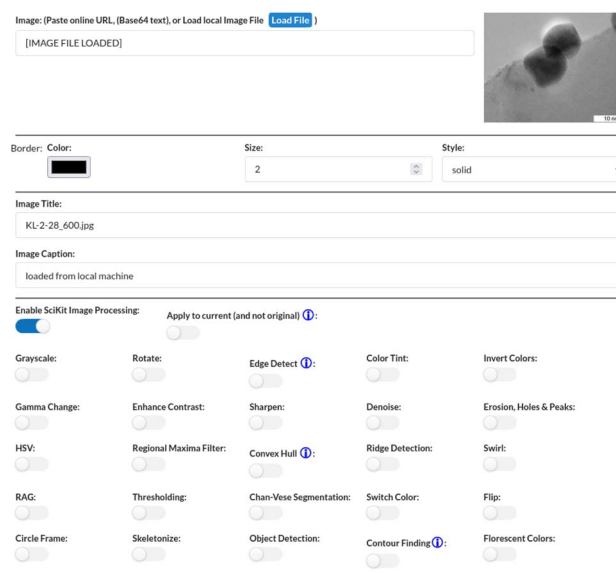 Image: (Paste online URL, (Base64 text), or Load local Image File Load File )
[IMAGE FILE LOADED]
10 n
Border: Color: Size: Style:
2 solid
Image Title:
KL-2-28_600.jpg
Image Caption:
loaded from local machine
Enable SciKit Image Processing: Apply to current (and not original) i :
Grayscale: Rotate: Edge Detect i : Color Tint: Invert Colors:
Gamma Change: Enhance Contrast: Sharpen: Denoise: Erosion, Holes & Peaks:
HSV: Regional Maxima Filter: Convex Hull i : Ridge Detection: Swirl:
RAG: Thresholding: Chan-Vese Segmentation: Switch Color: Flip:
Circle Frame: Skeletonize: Object Detection: Contour Finding i : Florescent Colors: